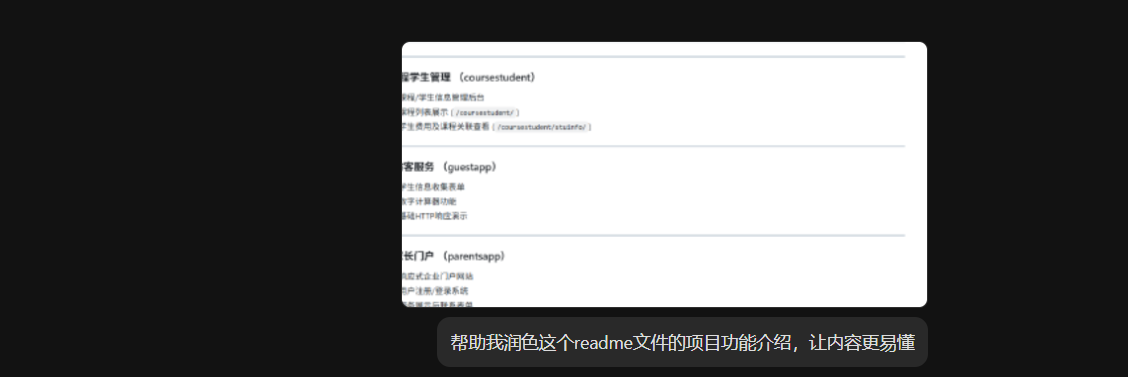 程学生管理 （coursestudent）
课程/学生信息管理后台
课程列表展示 ( /coursestudent/ )
学生费用及课程关联查看 ( /coursestudent/stuinfo/ )
客服务 （guestapp）
学生信息收集表单
数字计算器功能
基础HTTP响应演示
长门户 （parentsapp）
响应式企业门户网站
用户注册/登录系统
帮助我润色这个readme文件的项目功能介绍，让内容更易懂